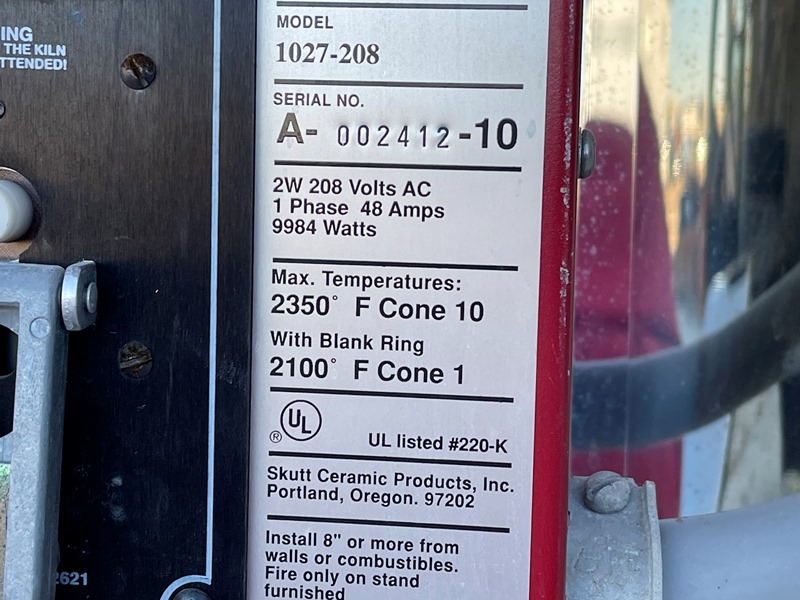 ING
THE KILN
TTENDED!
MODEL
1027-208
SERIAL NO.
A- 002412-10
2W 208 Volts AC
1 Phase 48 Amps
9984 Watts
Max. Temperatures:
2350° F Cone 10
With Blank Ring
2100° F Cone 1
UL
®
UL listed #220-K
Skutt Ceramic Products, Inc.
Portland, Oregon. 97202
Install 8" or more from
walls or combustibles.
Fire only on stand
furnished
2621